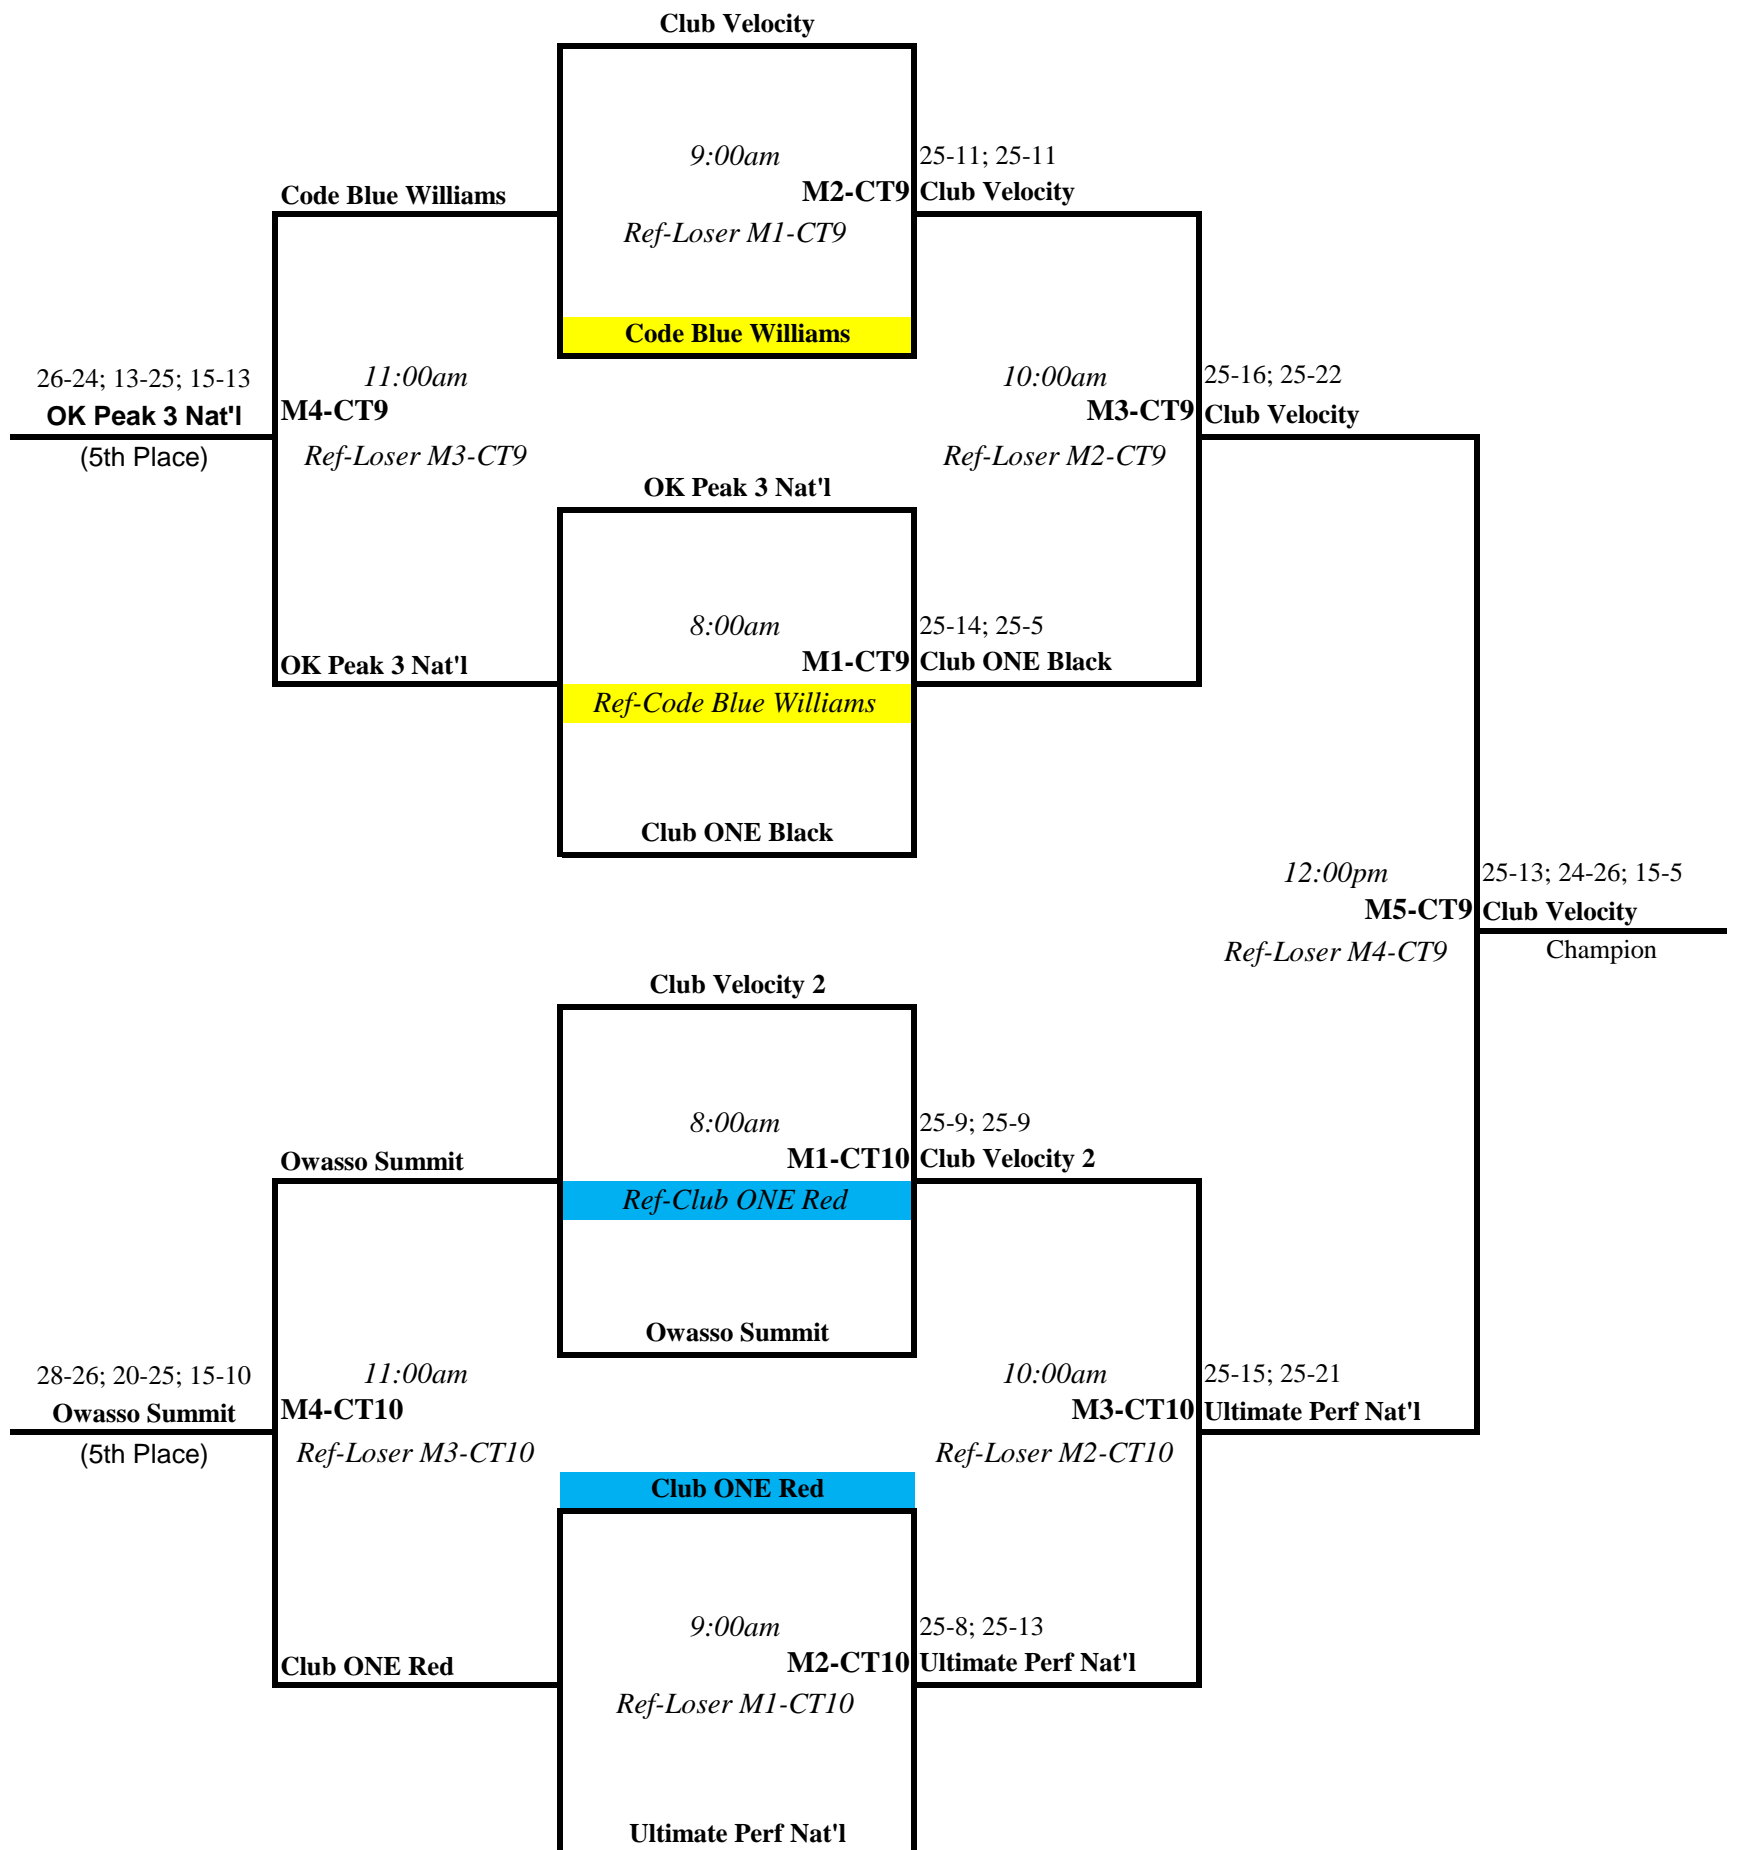 Club Velocity
9:00am
25-11; 25-11
Code Blue Williams
M2-CT9
Club Velocity
Ref-Loser M1-CT9
Code Blue Williams
26-24; 13-25; 15-13
11:00am
10:00am
25-16; 25-22
OK Peak 3 Nat'l
M4-CT9
M3-CT9
Club Velocity
(5th Place)
Ref-Loser M3-CT9
Ref-Loser M2-CT9
OK Peak 3 Nat'l
8:00am
25-14; 25-5
OK Peak 3 Nat'l
M1-CT9
Club ONE Black
Ref-Code Blue Williams
Club ONE Black
12:00pm
25-13; 24-26; 15-5
M5-CT9
Club Velocity
Ref-Loser M4-CT9
Champion
Club Velocity 2
8:00am
25-9; 25-9
Owasso Summit
M1-CT10
Club Velocity 2
Ref-Club ONE Red
Owasso Summit
28-26; 20-25; 15-10
11:00am
10:00am
25-15; 25-21
Owasso Summit
M4-CT10
M3-CT10
Ultimate Perf Nat'l
(5th Place)
Ref-Loser M3-CT10
Ref-Loser M2-CT10
Club ONE Red
9:00am
25-8; 25-13
Club ONE Red
M2-CT10
Ultimate Perf Nat'l
Ref-Loser M1-CT10
Ultimate Perf Nat'l